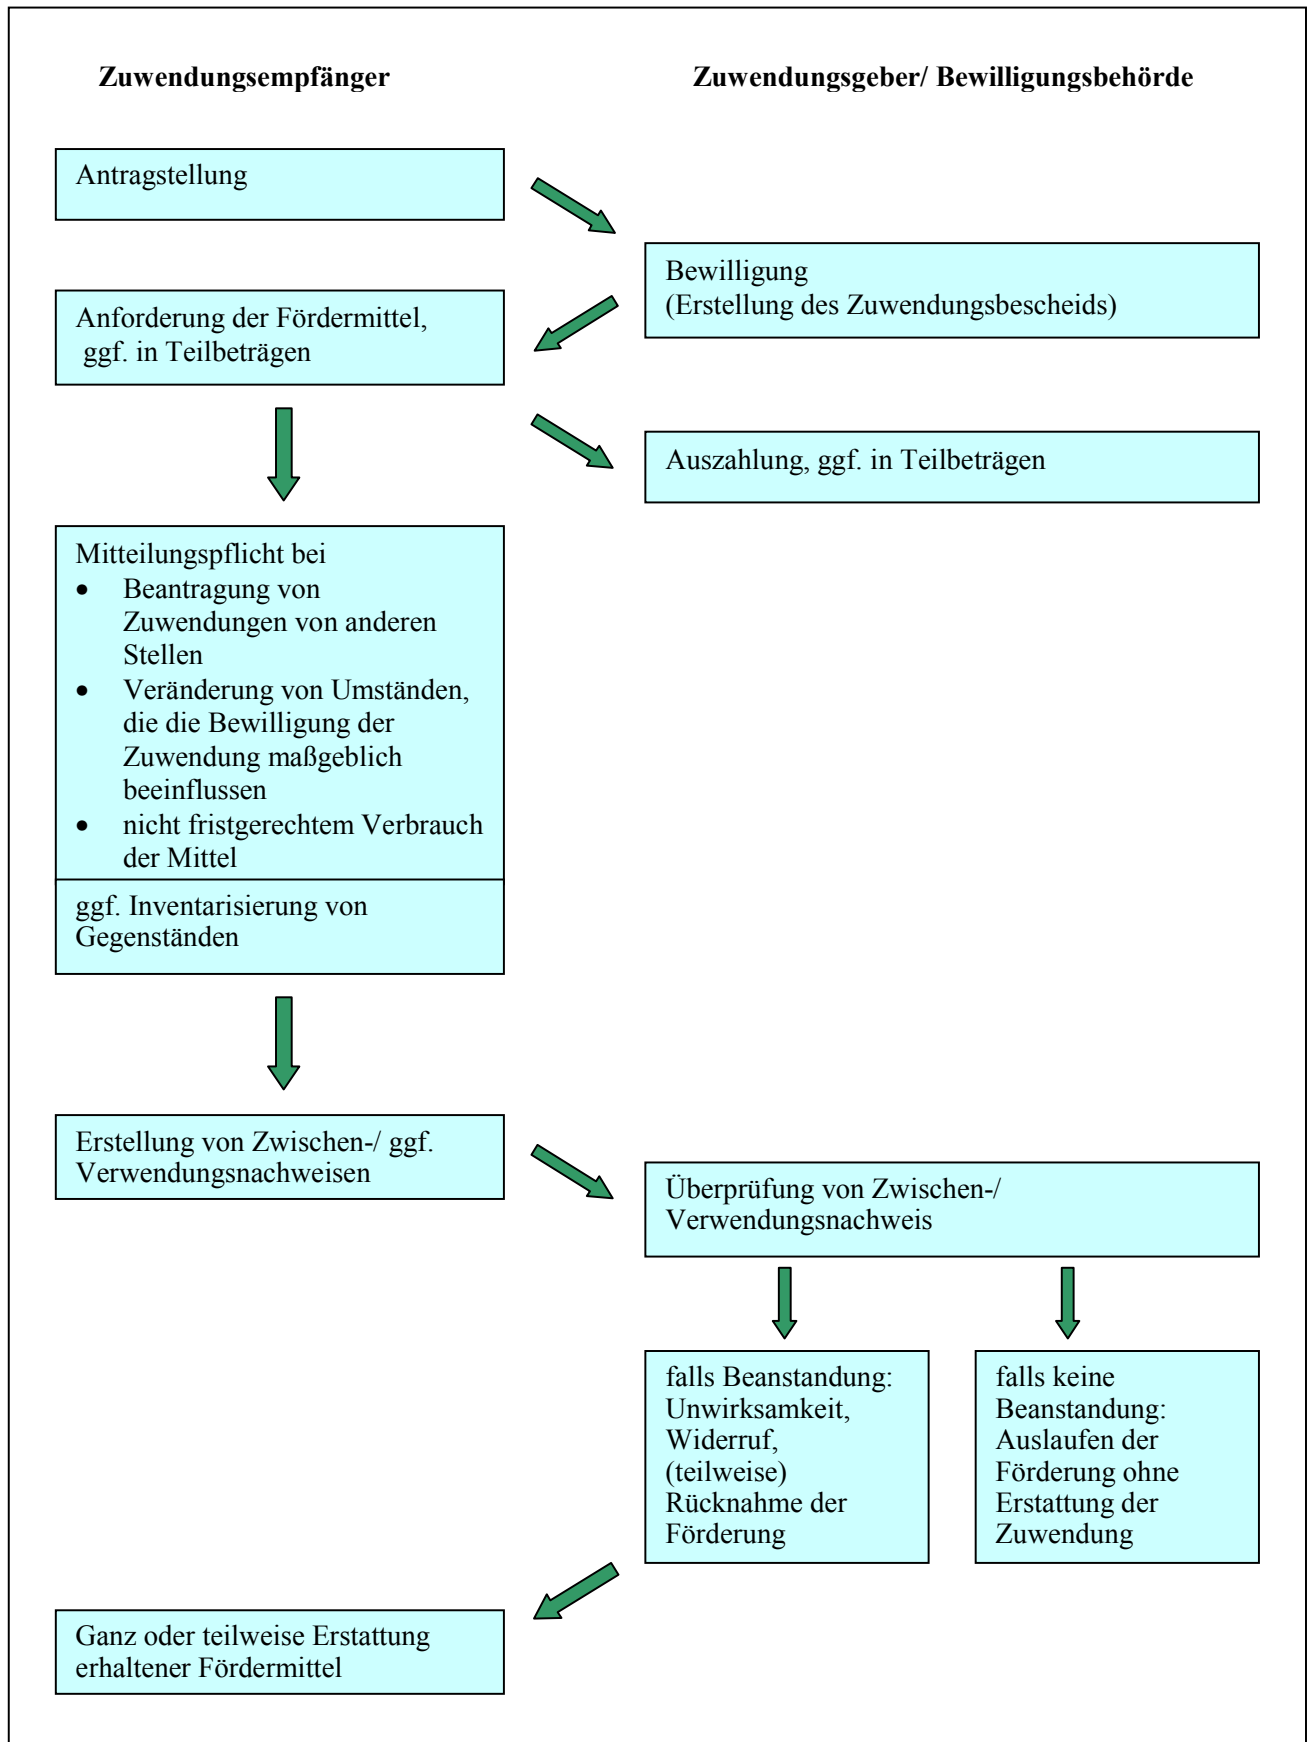 Zuwendungsempfänger
Zuwendungsgeber/ Bewilligungsbehörde
Antragstellung
Bewilligung
(Erstellung des Zuwendungsbescheids)
Anforderung der Fördermittel,
ggf. in Teilbeträgen
Auszahlung, ggf. in Teilbeträgen
Mitteilungspflicht bei
• Beantragung von
Zuwendungen von anderen
Stellen
• Veränderung von Umständen,
die die Bewilligung der
Zuwendung maßgeblich
beeinflussen
• nicht fristgerechtem Verbrauch
der Mittel
ggf. Inventarisierung von
Gegenständen
Erstellung von Zwischen-/ ggf.
Verwendungsnachweisen
Überprüfung von Zwischen-/
Verwendungsnachweis
falls Beanstandung:
Unwirksamkeit,
Widerruf,
(teilweise)
Rücknahme der
Förderung
falls keine
Beanstandung:
Auslaufen der
Förderung ohne
Erstattung der
Zuwendung
Ganz oder teilweise Erstattung
erhaltener Fördermittel